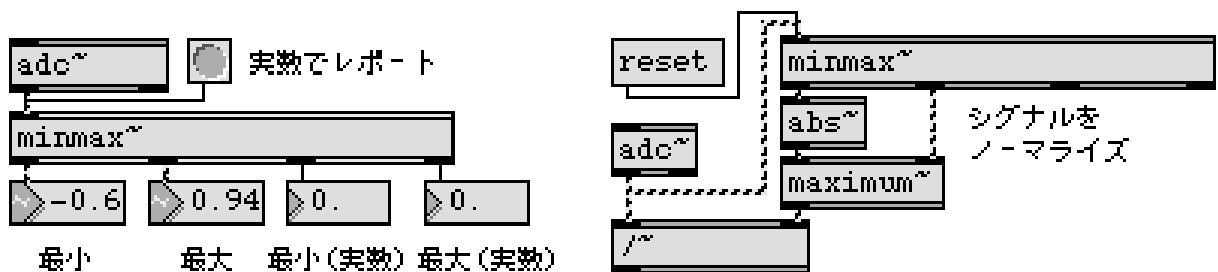 adc~
実数でレポート
minmax~
-0.6
0.94
0.
0.
最小
最大
最小(実数)
最大(実数)
reset
minmax~
abs~
シグナルを
ノーマライズ
adc~
maximum~
/~